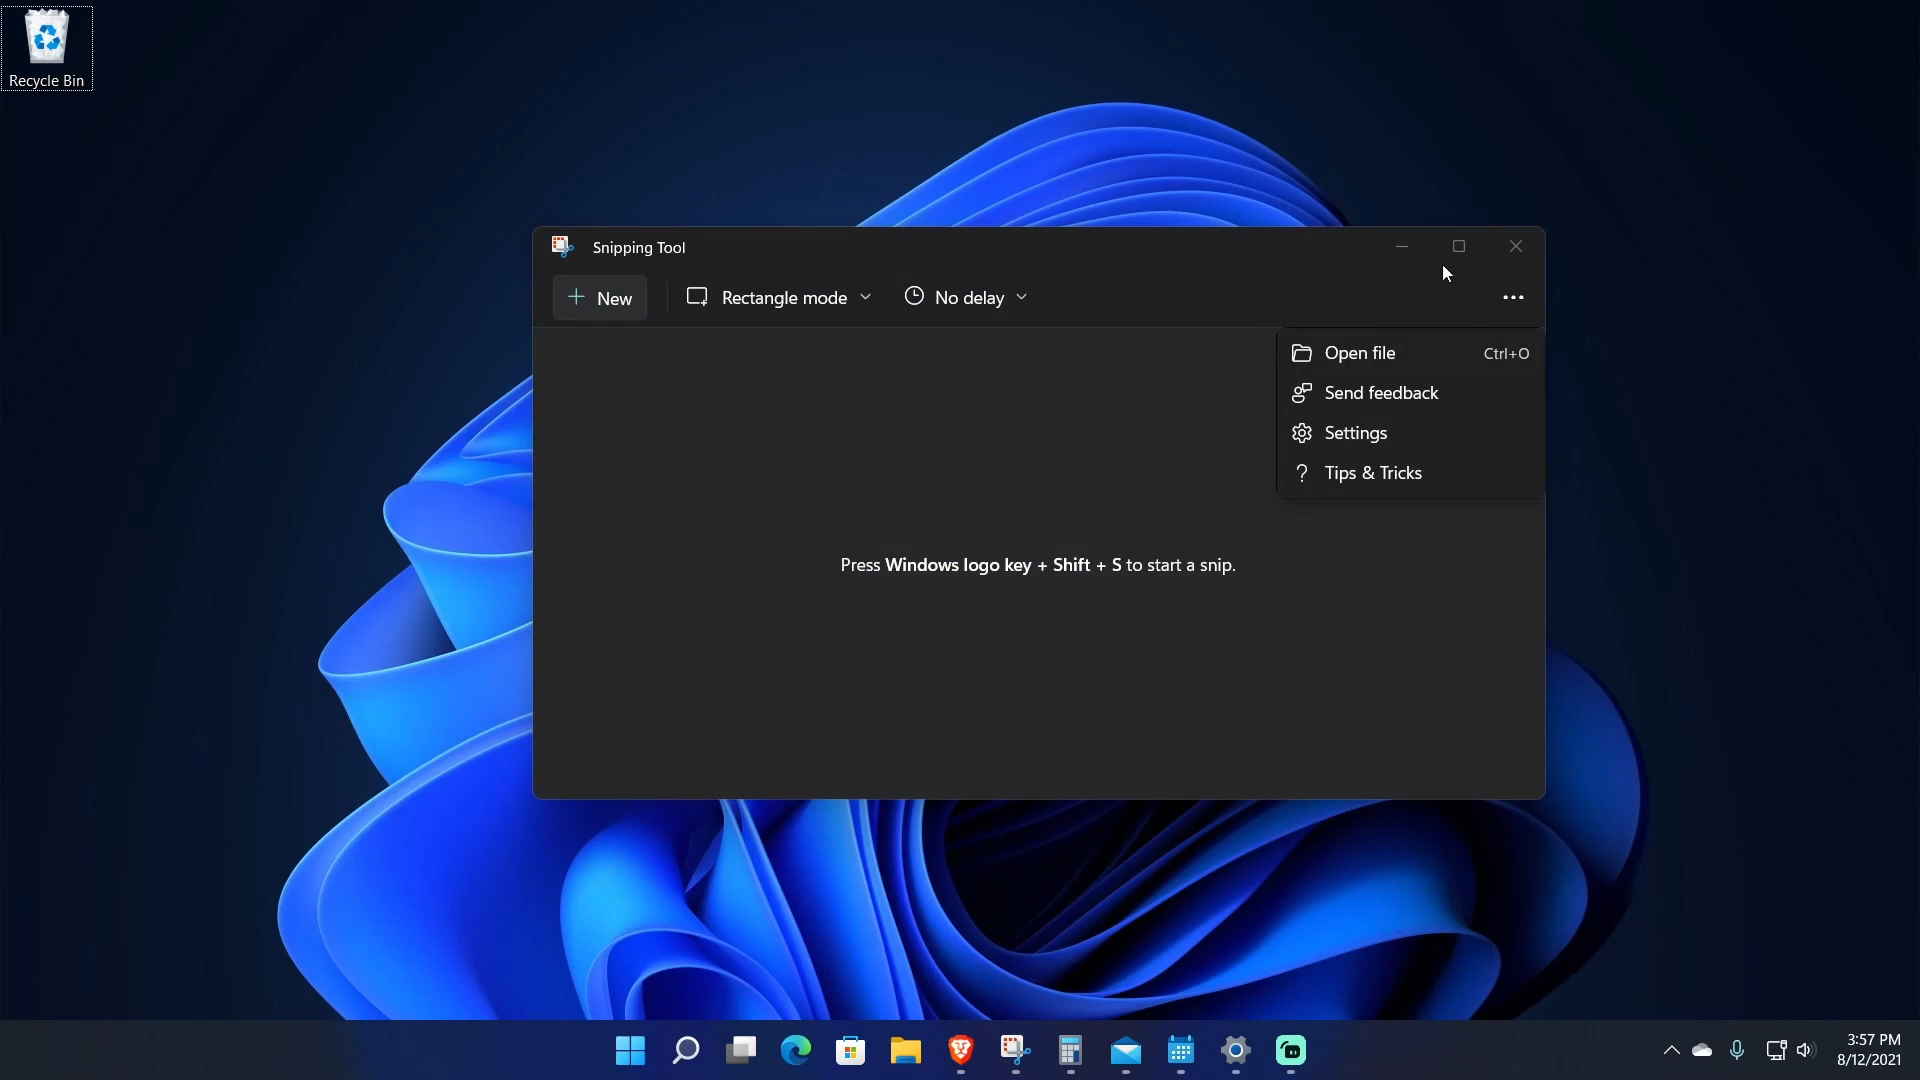 Recycle Bin
Snipping Tool
New
Rectangle mode
No delay
Open file Ctrl+O
Send feedback
Settings
? Tips & Tricks
Press Windows logo key + Shift + S to start a snip.
3:57 PM
8/12/2021